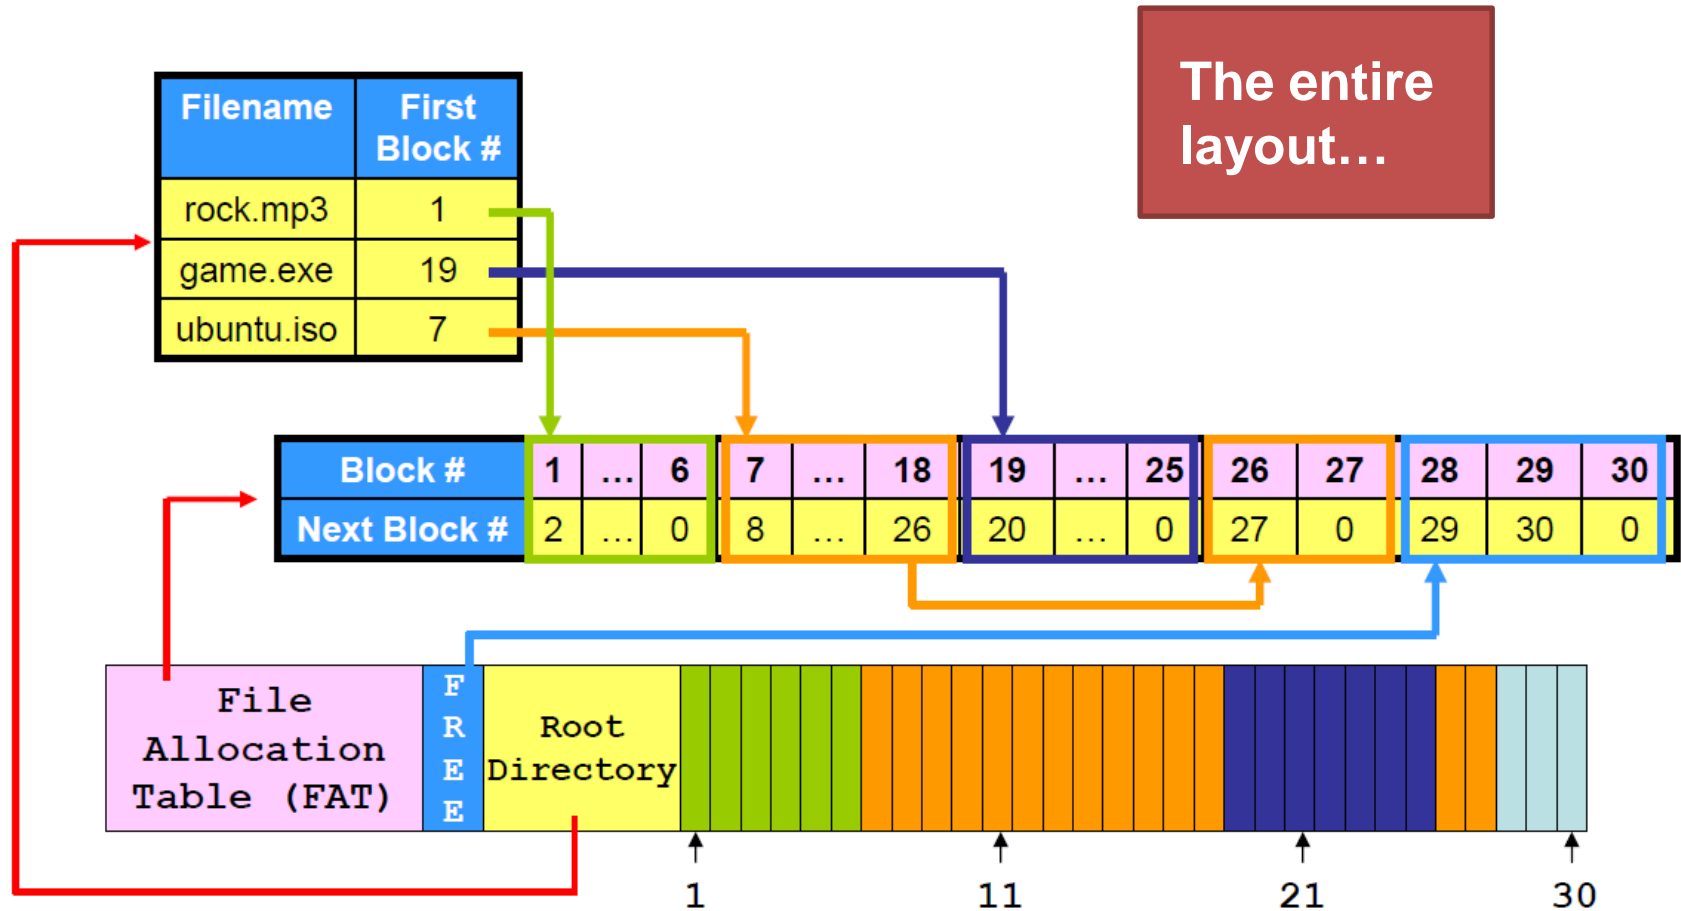 The entire
layout…
Filename First Block #
rock.mp3 1
game.exe 19
ubuntu.iso 7
Block # 1 … 6 7 … 18 19 … 25 26 27 28 29 30
Next Block # 2 … 0 8 … 26 20 … 0 27 0 29 30 0
File
Allocation
Table (FAT)
FREE
Root
Directory
1 11 21 30